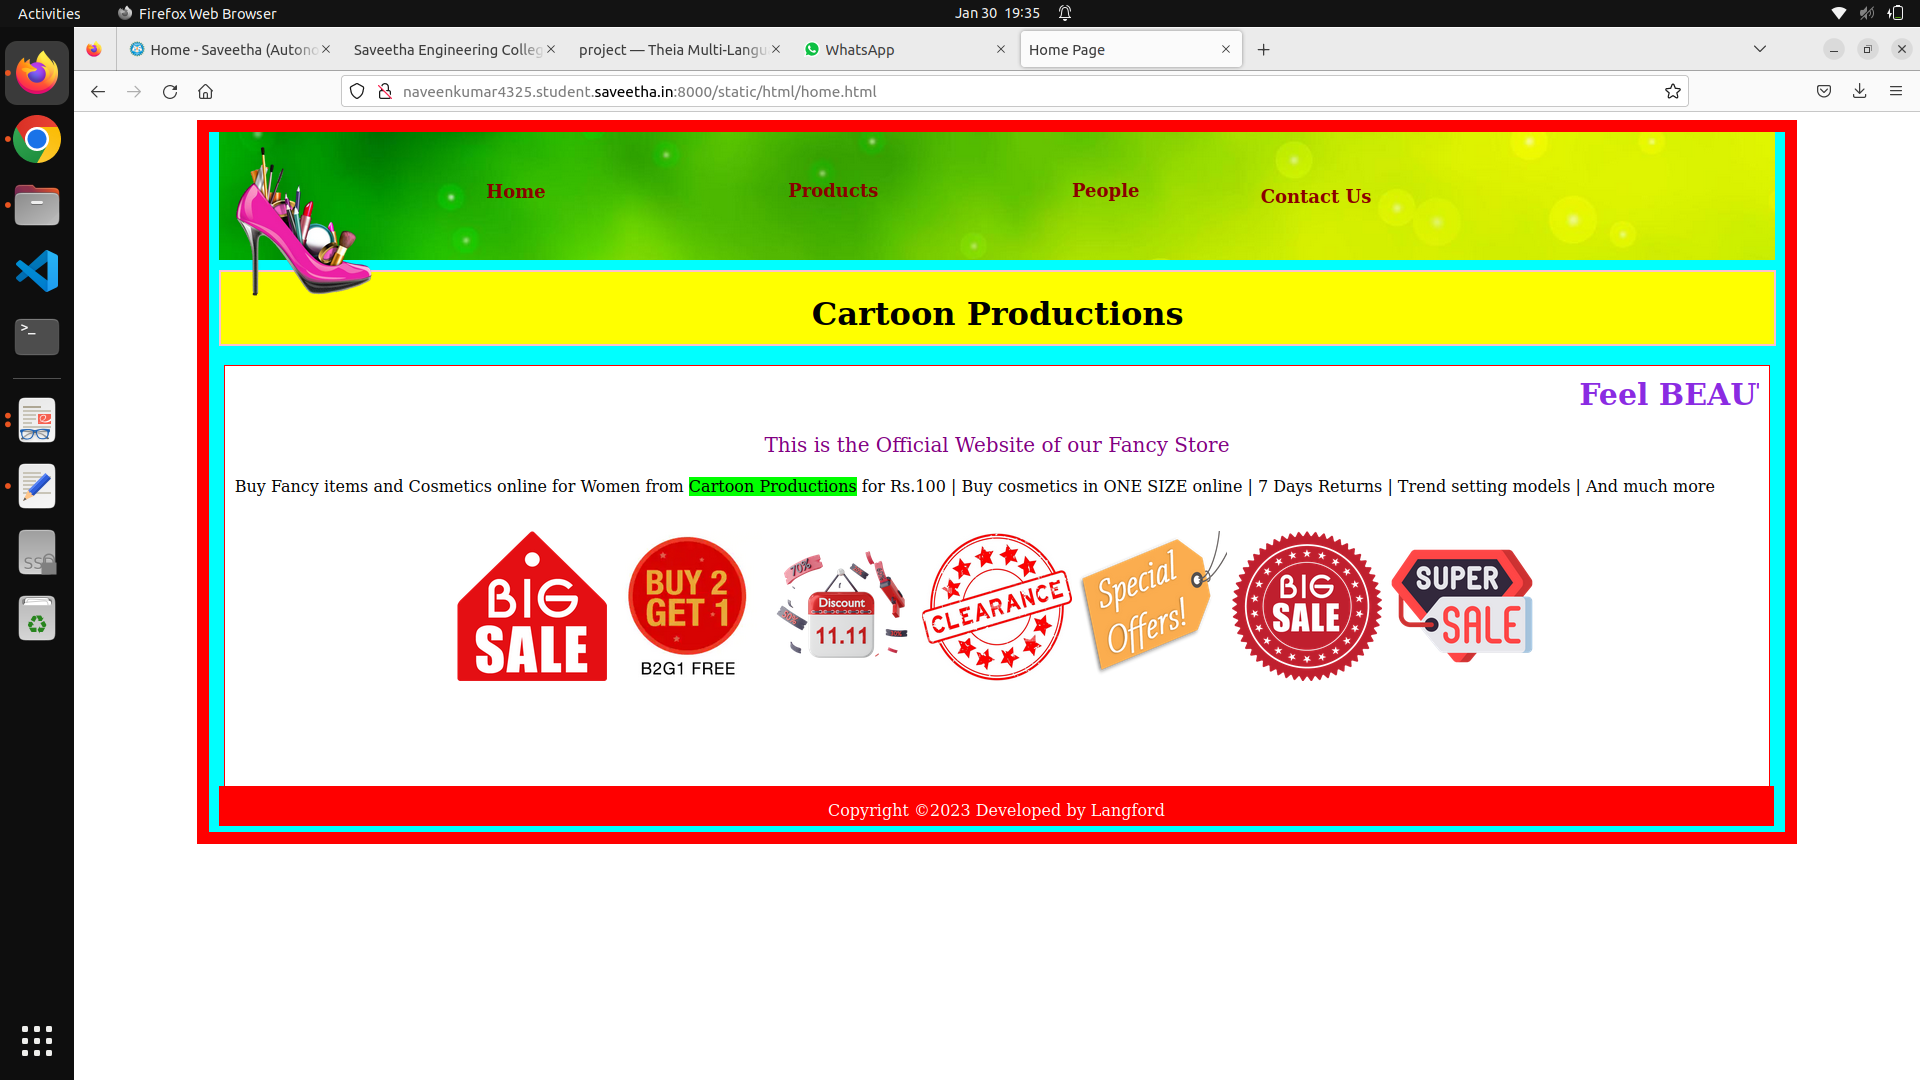 Activities
Firefox Web Browser
Jan 30 19:35
Home - Saveetha (Autono
Saveetha Engineering Colleg
project — Theia Multi-Langu
WhatsApp
Home Page
naveenkumar4325.student.saveetha.in:8000/static/html/home.html
Home
Products
People
Contact Us
Cartoon Productions
Feel BEAU
This is the Official Website of our Fancy Store
Buy Fancy items and Cosmetics online for Women from Cartoon Productions for Rs.100 | Buy cosmetics in ONE SIZE online | 7 Days Returns | Trend setting models | And much more
BIG
SALE
BUY 2
GET 1
B2G1 FREE
70%
50%
Discount
11.11
CLEARANCE
Special
Offers!
BIG
SALE
SUPER
SALE
Copyright ©2023 Developed by Langford
>_
SS